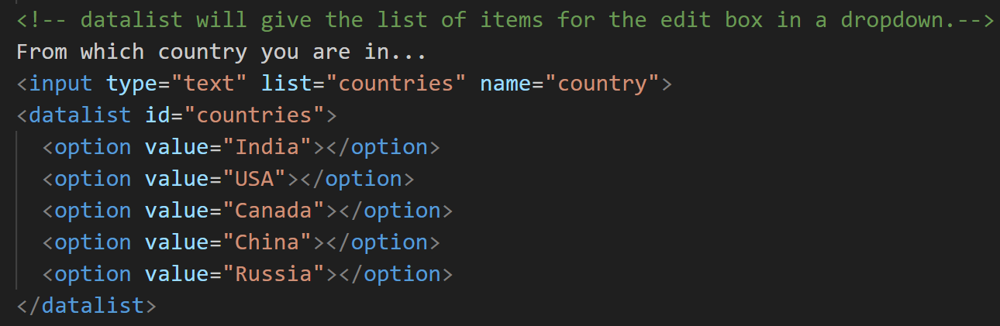 <!-- datalist will give the list of items for the edit box in a dropdown.-->
From which country you are in...
<input type="text" list="countries" name="country">
<datalist id="countries">
  <option value="India"></option>
  <option value="USA"></option>
  <option value="Canada"></option>
  <option value="China"></option>
  <option value="Russia"></option>
</datalist>